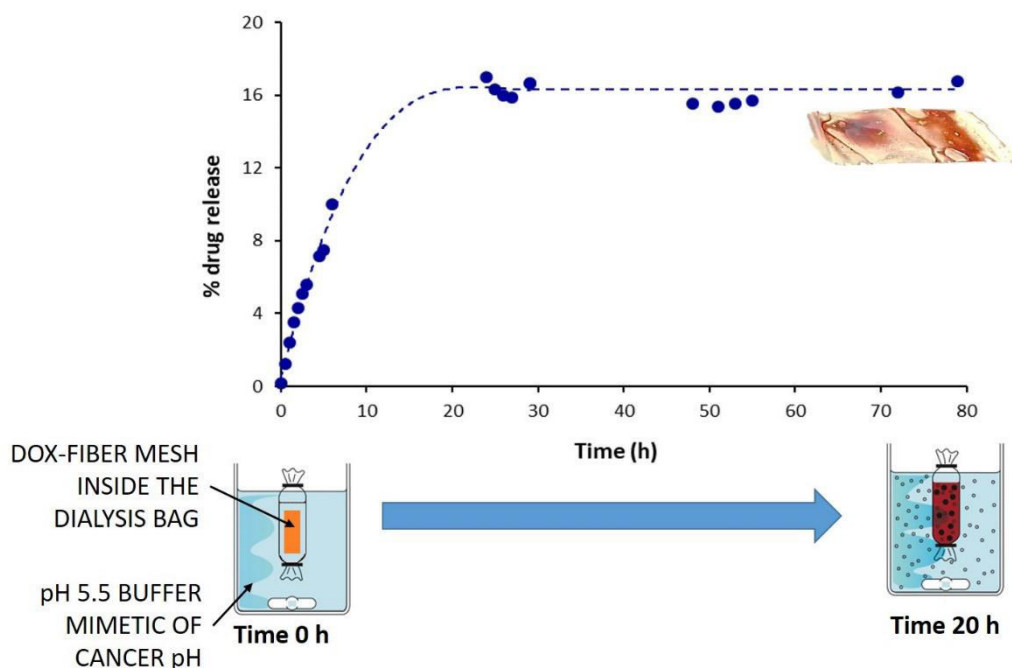 20
16
12
8
4
0
% drug release
0 10 20 30 40 50 60 70 80
Time (h)
DOX-FIBER MESH
INSIDE THE
DIALYSIS BAG
pH 5.5 BUFFER
MIMETIC OF
CANCER pH
Time 0 h
Time 20 h